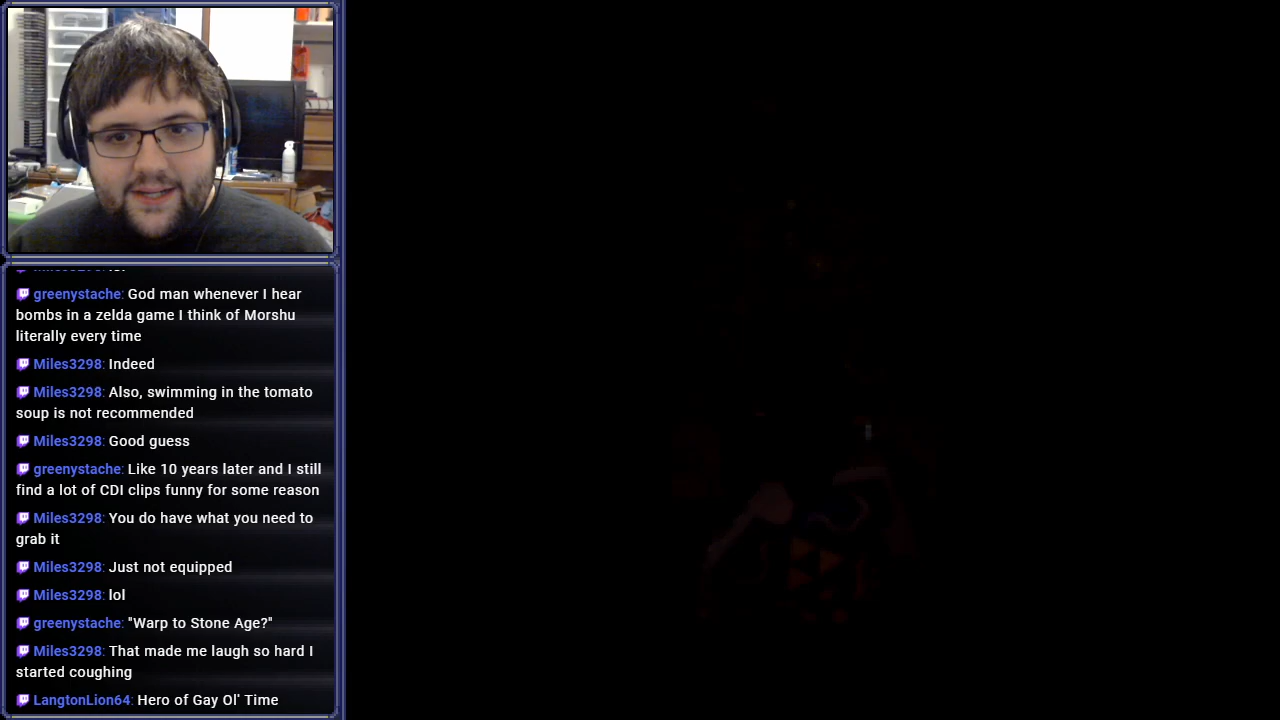 greenystache: God man whenever I hear
bombs in a zelda game I think of Morshu
literally every time
Miles3298: Indeed
Miles3298: Also, swimming in the tomato
soup is not recommended
Miles3298: Good guess
greenystache: Like 10 years later and I still
find a lot of CDI clips funny for some reason
Miles3298: You do have what you need to
grab it
Miles3298: Just not equipped
Miles3298: lol
greenystache: "Warp to Stone Age?"
Miles3298: That made me laugh so hard I
started coughing
LangtonLion64: Hero of Gay Ol' Time